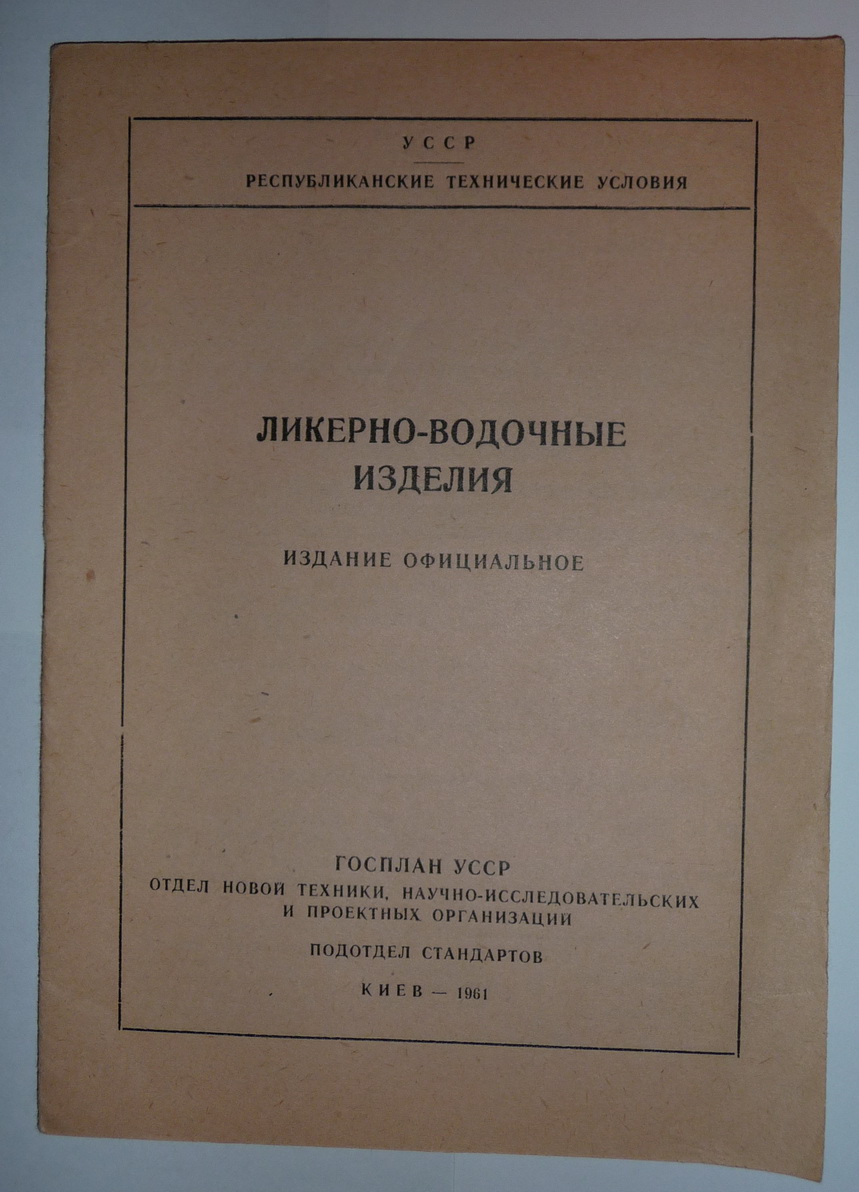 УССР
РЕСПУБЛИКАНСКИЕ ТЕХНИЧЕСКИЕ УСЛОВИЯ
ЛИКЕРНО-ВОДОЧНЫЕ
ИЗДЕЛИЯ
ИЗДАНИЕ ОФИЦИАЛЬНОЕ
ГОСПЛАН УССР
ОТДЕЛ НОВОЙ ТЕХНИКИ, НАУЧНО-ИССЛЕДОВАТЕЛЬСКИХ
И ПРОЕКТНЫХ ОРГАНИЗАЦИЙ
ПОДОТДЕЛ СТАНДАРТОВ
КИЕВ — 1961